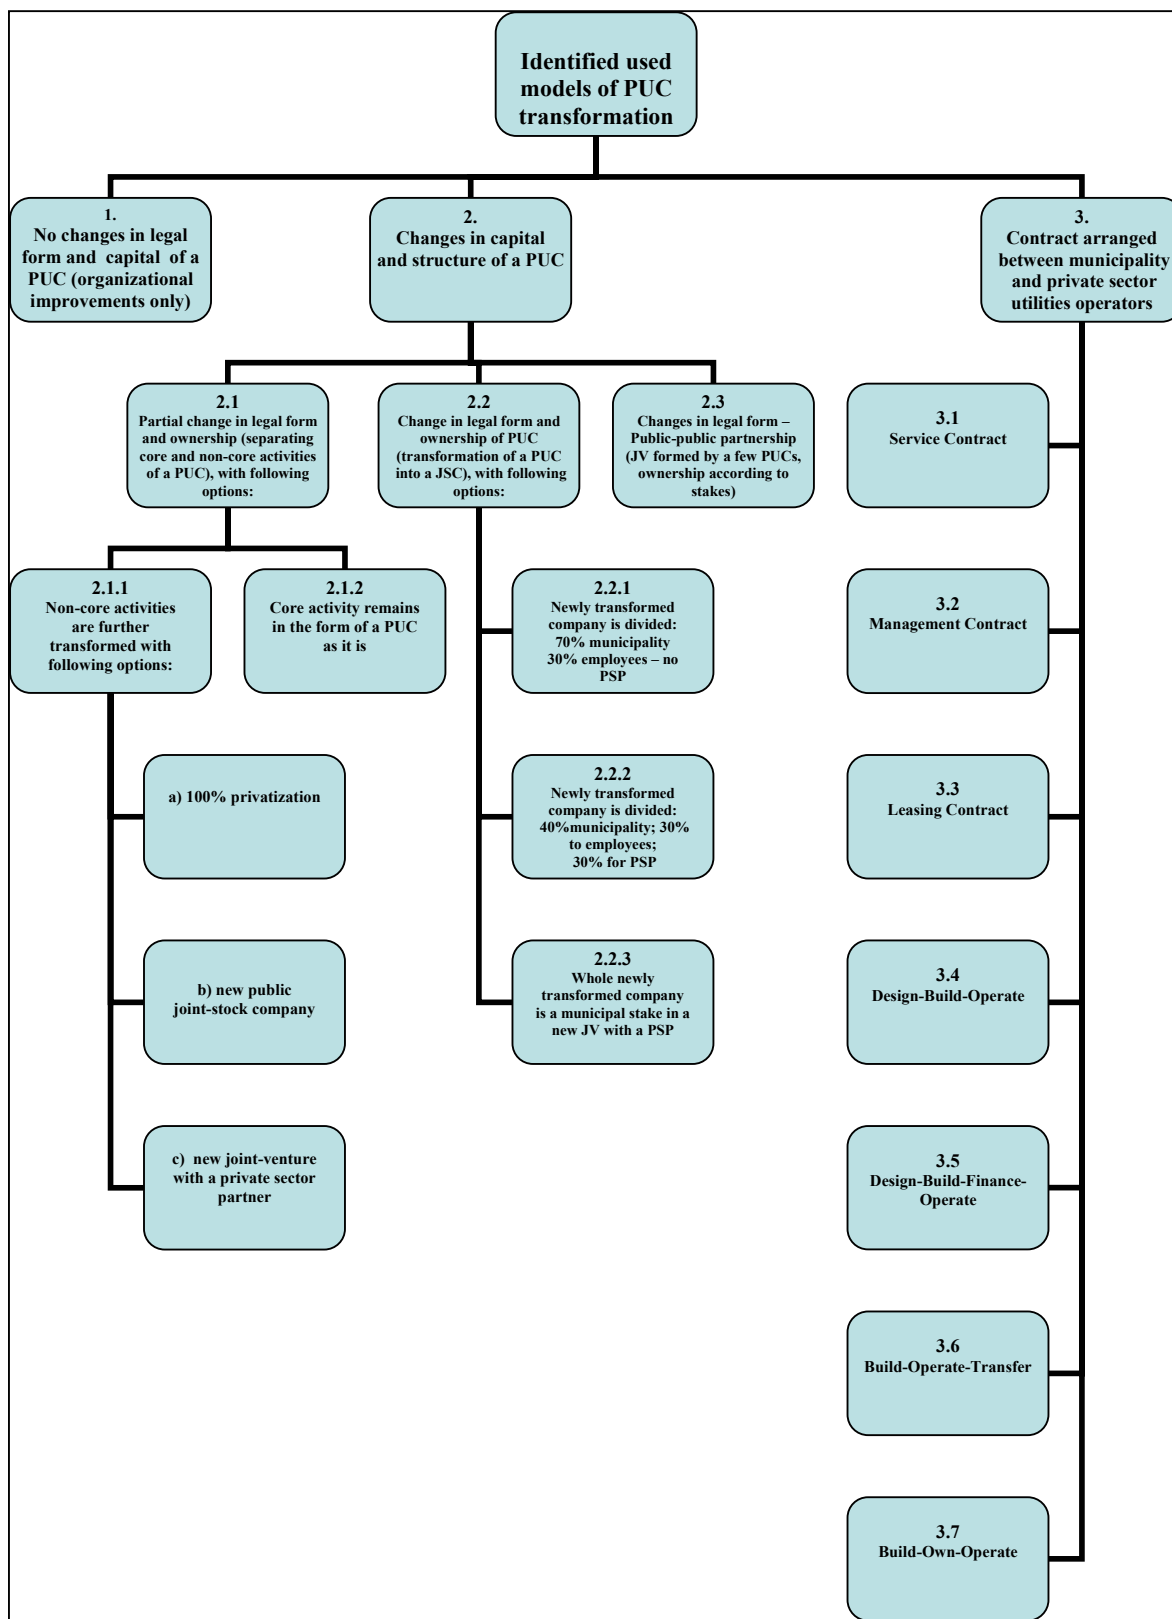 Identified used
models of PUC
transformation
1.
No changes in legal
form and capital of a
PUC (organizational
improvements only)
2.
Changes in capital
and structure of a PUC
3.
Contract arranged
between municipality
and private sector
utilities operators
2.1
Partial change in legal form
and ownership (separating
core and non-core activities
of a PUC), with following
options:
2.2
Change in legal form and
ownership of PUC
(transformation of a PUC
into a JSC), with following
options:
2.3
Changes in legal form –
Public-public partnership
(JV formed by a few PUCs,
ownership according to
stakes)
3.1
Service Contract
2.1.1
Non-core activities
are further
transformed with
following options:
2.1.2
Core activity remains
in the form of a PUC
as it is
2.2.1
Newly transformed
company is divided:
70% municipality
30% employees – no
PSP
3.2
Management Contract
a) 100% privatization
2.2.2
Newly transformed
company is divided:
40%municipality; 30%
to employees;
30% for PSP
3.3
Leasing Contract
b) new public
joint-stock company
2.2.3
Whole newly
transformed company
is a municipal stake in a
new JV with a PSP
3.4
Design-Build-Operate
c) new joint-venture
with a private sector
partner
3.5
Design-Build-Finance-
Operate
3.6
Build-Operate-Transfer
3.7
Build-Own-Operate